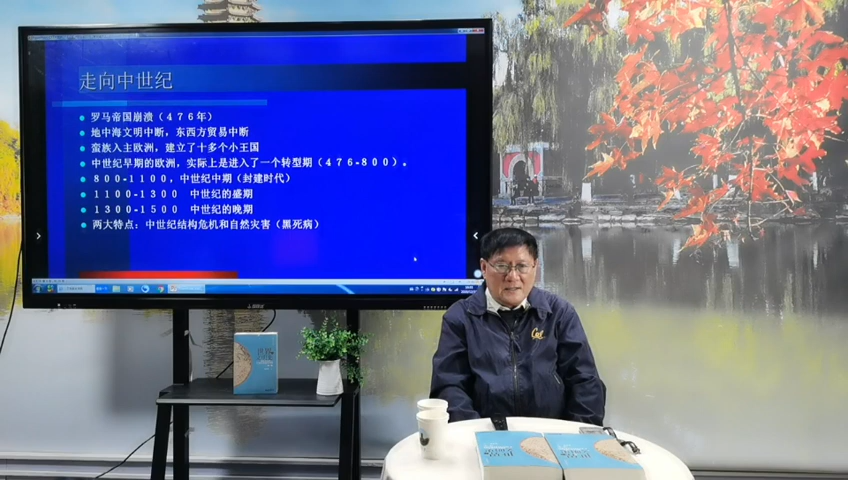 走向中世纪
罗马帝国崩溃（４７６年）
地中海文明中断，东西方贸易中断
蛮族入主欧洲，建立了十多个小王国
中世纪早期的欧洲，实际上是进入了一个转型期（４７６-８００）。
８００-１１００，中世纪中期（封建时代）
１１００-１３００　中世纪的盛期
１３００-１５００　中世纪的晚期
两大特点：中世纪结构危机和自然灾害（黑死病）
Cal